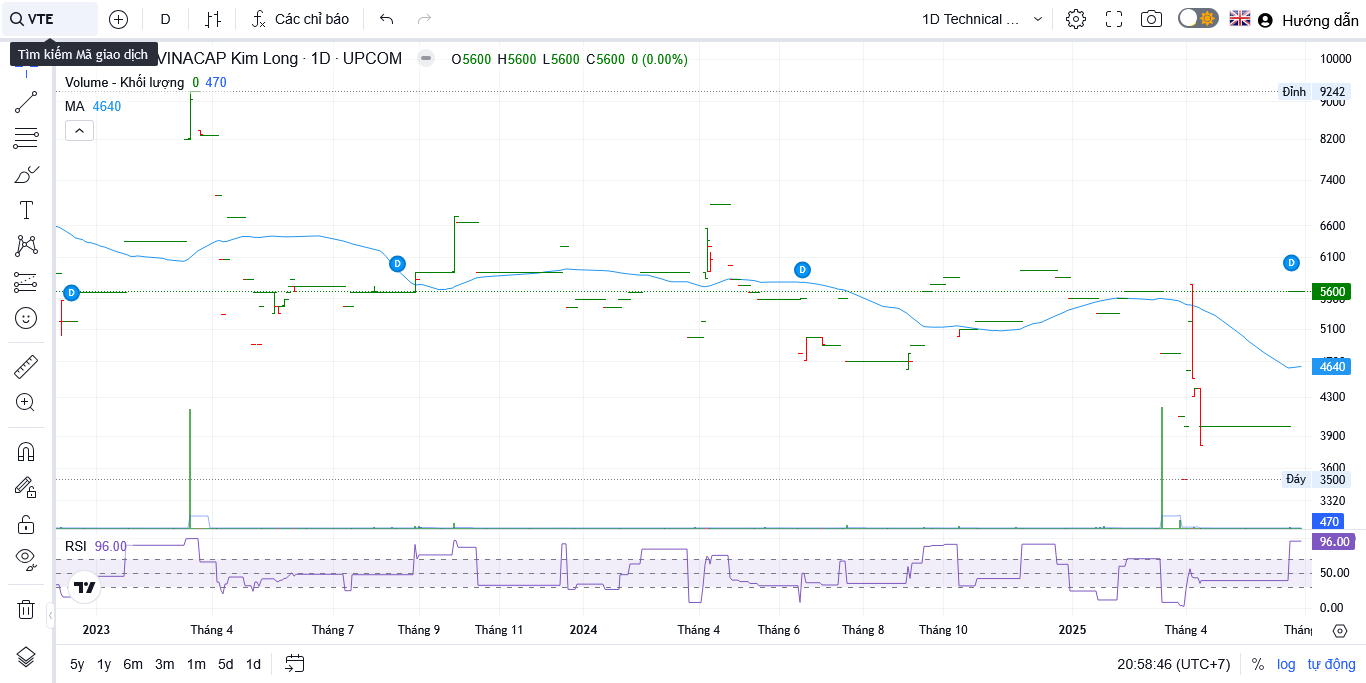 VTE
D
Các chỉ báo
1D Technical ...
Hướng dẫn
Tìm kiếm Mã giao dịch
VINACAP Kim Long · 1D · UPCOM
O5600 H5600 L5600 C5600 0 (0.00%)
Volume - Khối lượng 0 470
MA 4640
10000
Đỉnh 9242
9000
8200
7400
6600
6100
5600
5100
4640
4300
3900
3600
Đáy 3500
3320
470
RSI 96.00
96.00
50.00
0.00
D
D
D
D
2023 Tháng 4 Tháng 7 Tháng 9 Tháng 11 2024 Tháng 4 Tháng 6 Tháng 8 Tháng 10 2025 Tháng 4 Tháng
5y 1y 6m 3m 1m 5d 1d
20:58:46 (UTC+7) % log tự động